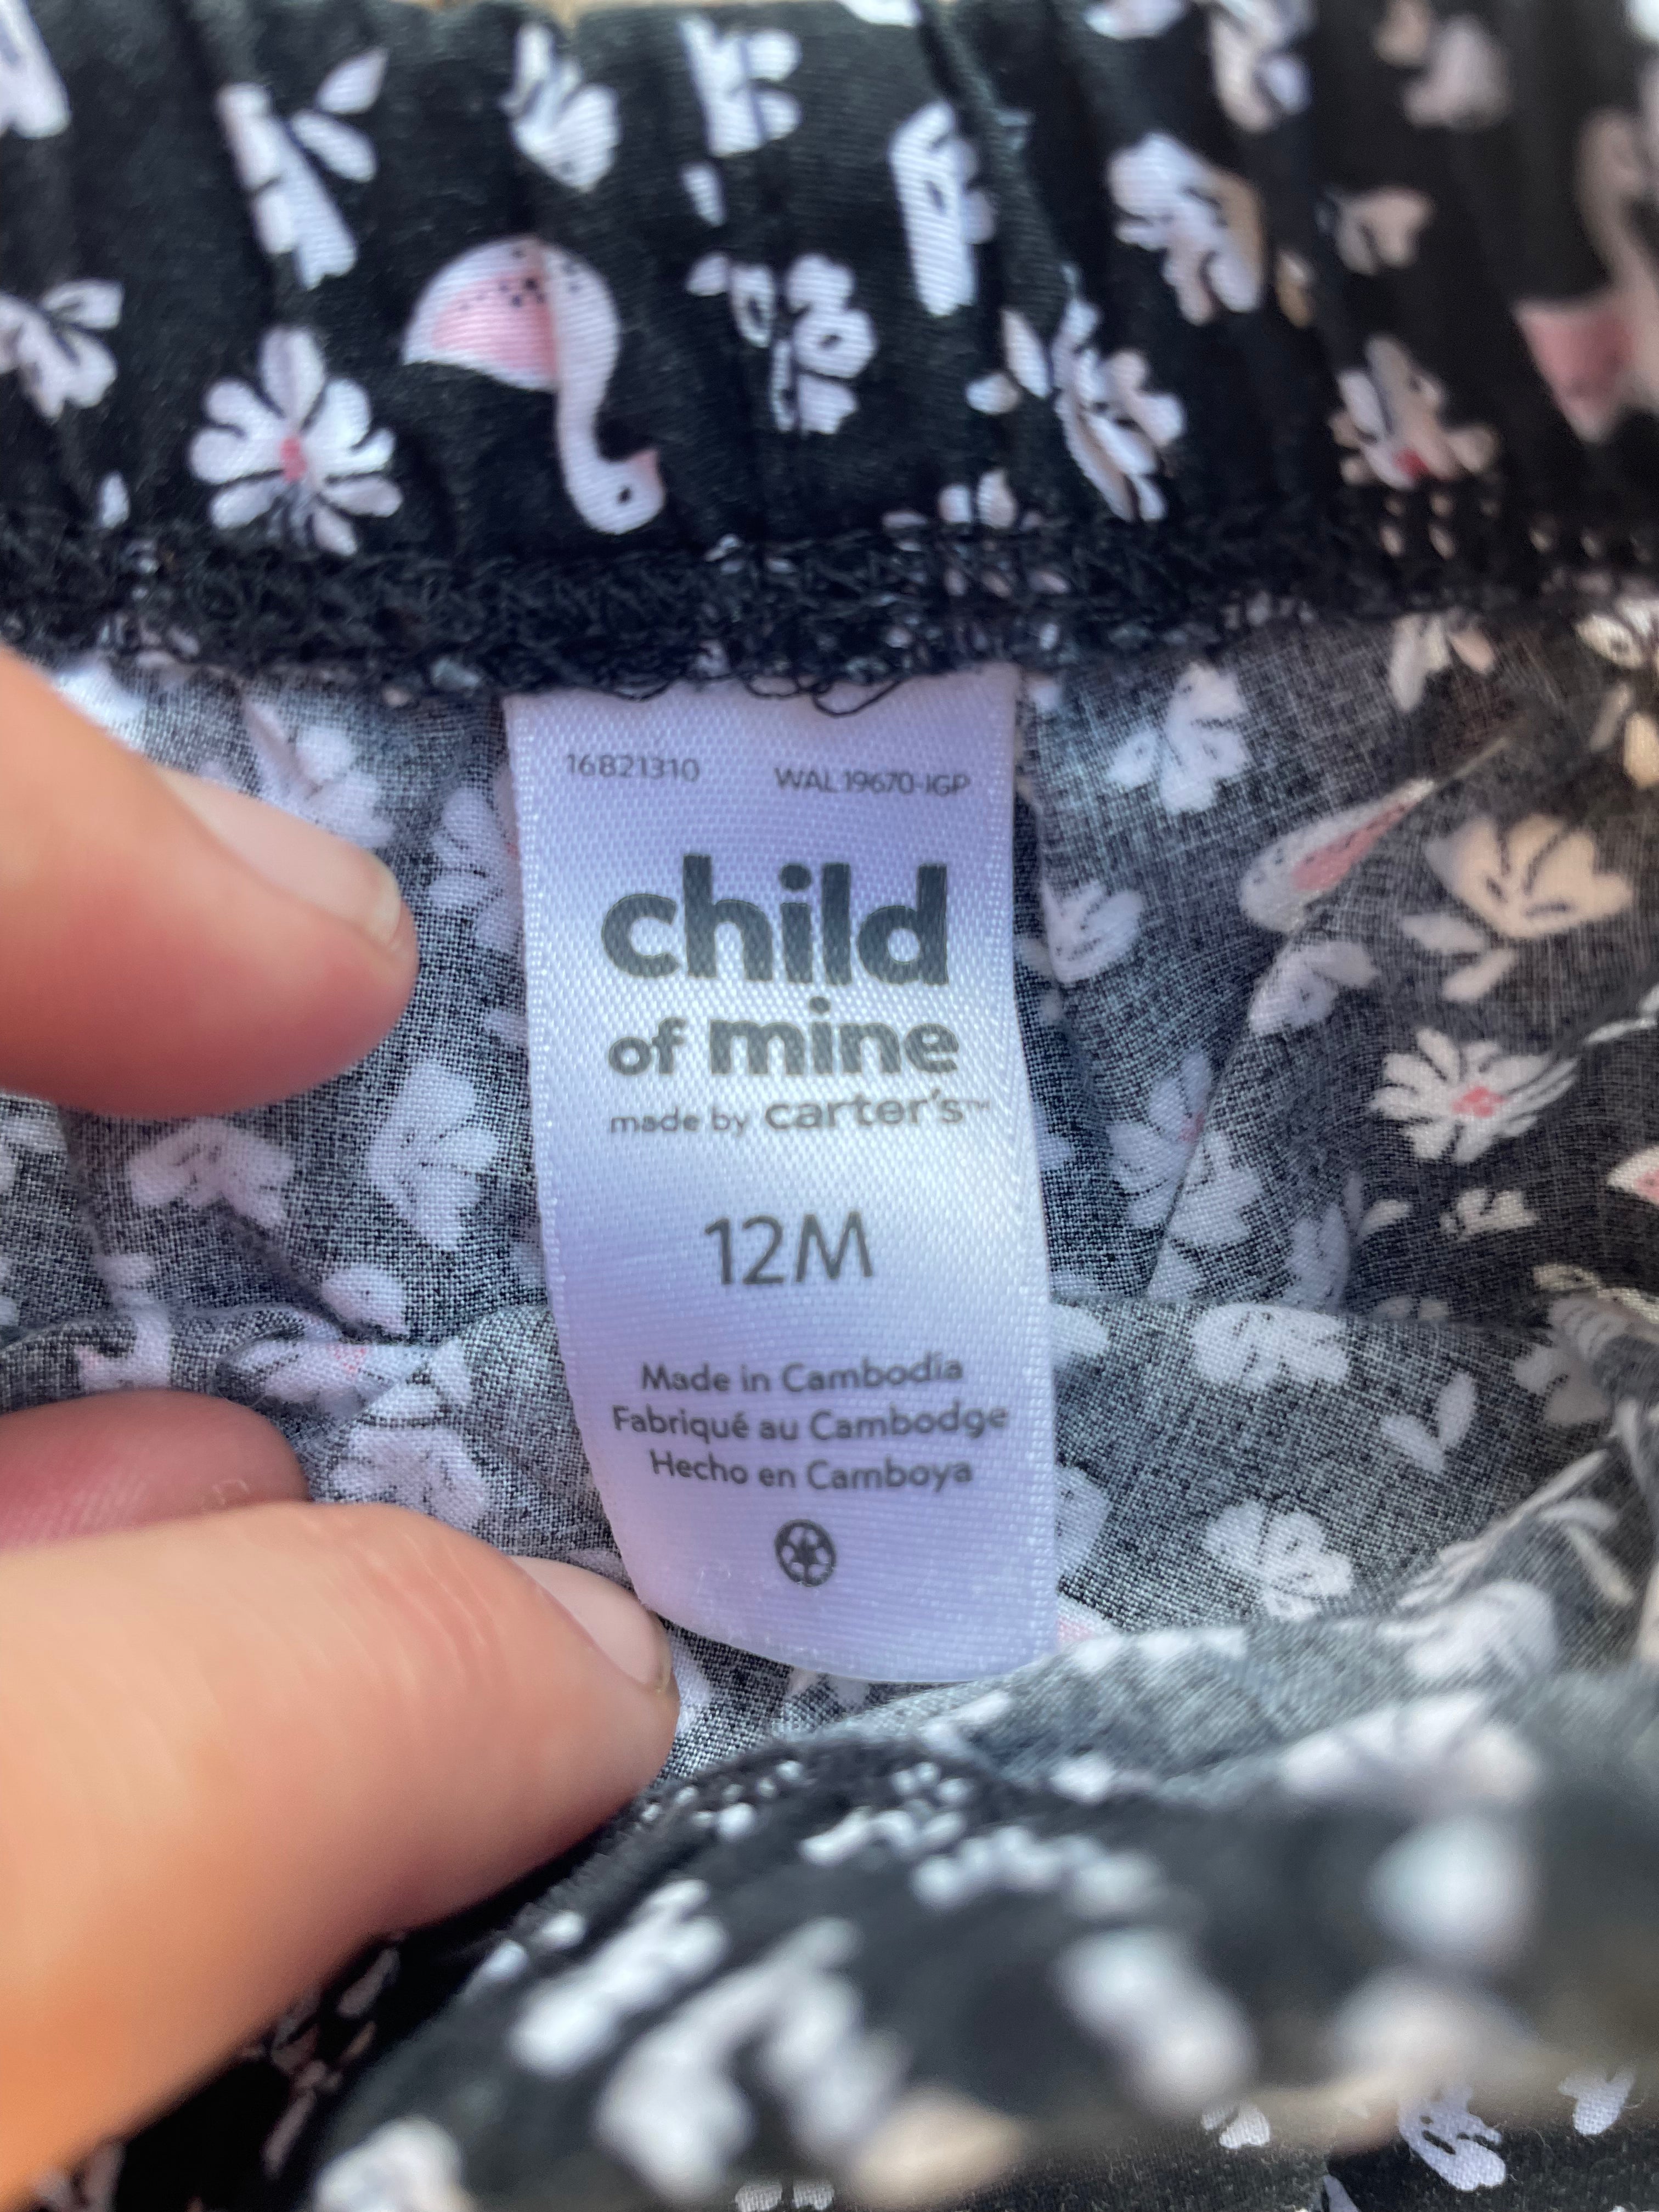 16821310 WAL19670-IGP
child
of mine
made by carter's™
12M
Made in Cambodia
Fabriqué au Cambodge
Hecho en Camboya